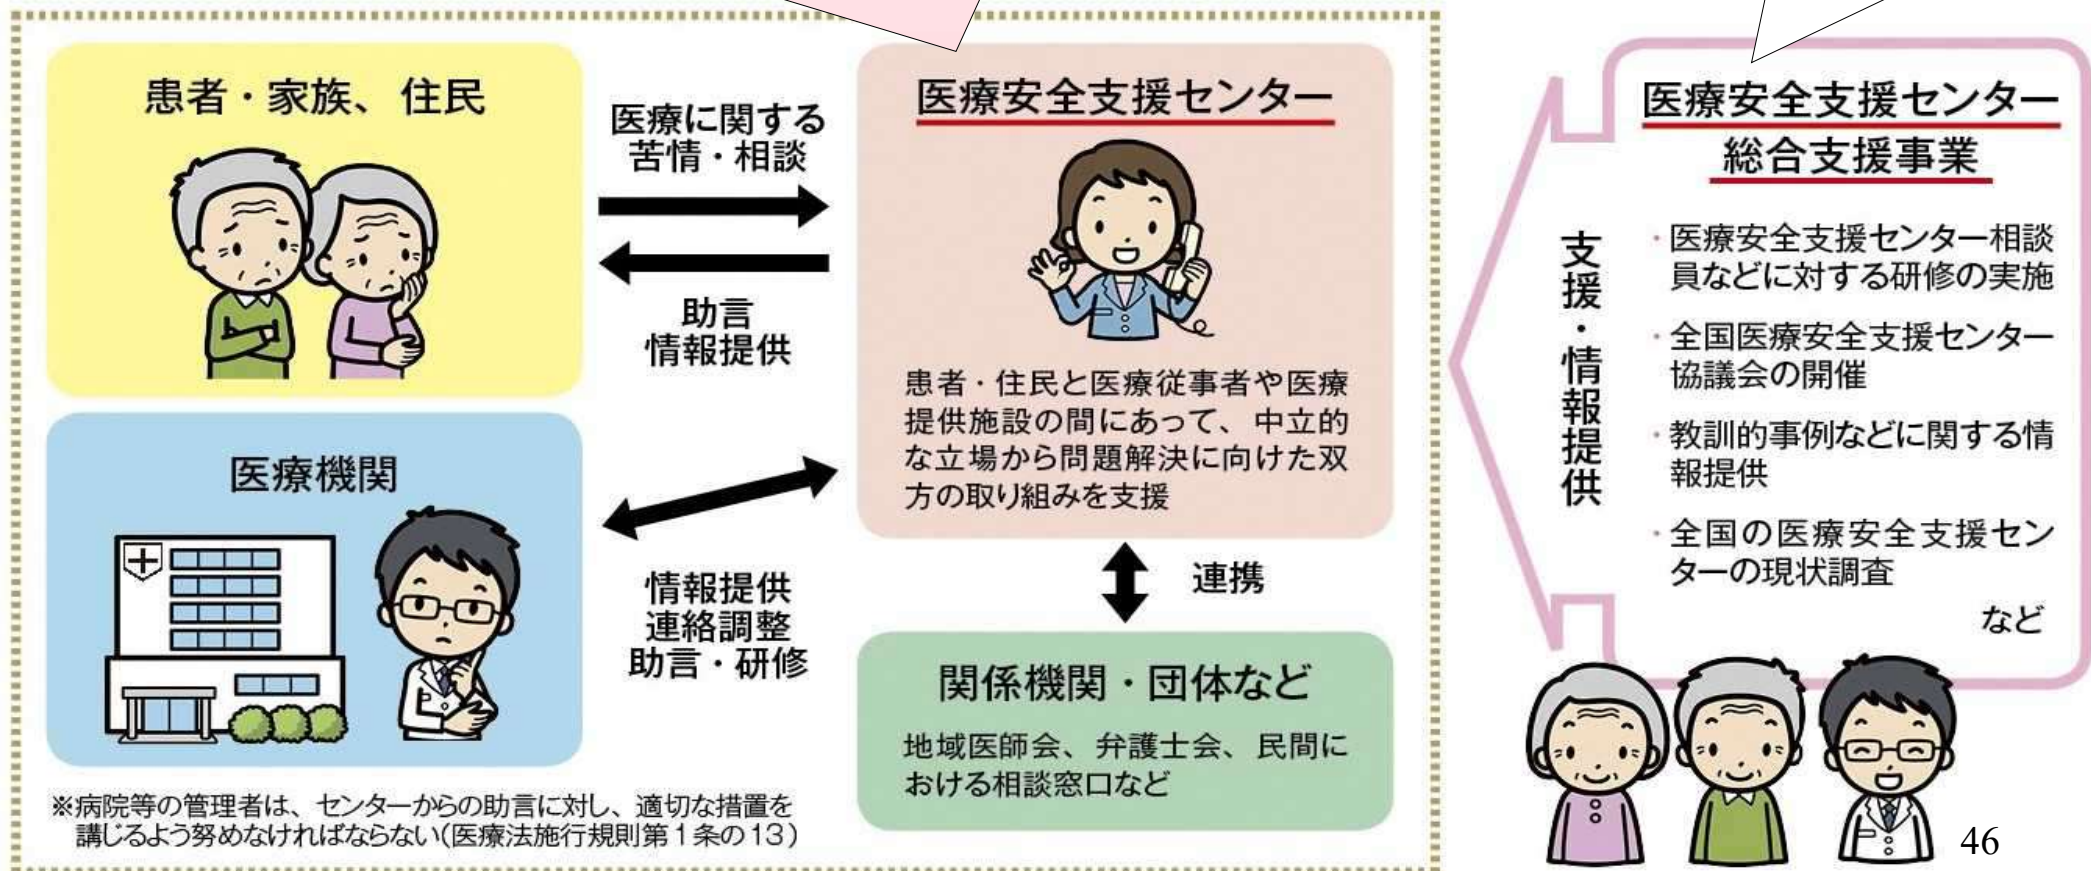 患者・家族、住民
医療に関する
苦情・相談
助言
情報提供
医療安全支援センター
患者・住民と医療従事者や医療
提供施設の間にあって、中立的
な立場から問題解決に向けた双
方の取り組みを支援
医療機関
情報提供
連絡調整
助言・研修
連携
関係機関・団体など
地域医師会、弁護士会、民間に
おける相談窓口など
※病院等の管理者は、センターからの助言に対し、適切な措置を
講じるよう努めなければならない(医療法施行規則第1条の13)
医療安全支援センター
総合支援事業
支援・情報提供
・医療安全支援センター相談
員などに対する研修の実施
・全国医療安全支援センター
協議会の開催
・教訓的事例などに関する情
報提供
・全国の医療安全支援セン
ターの現状調査
など
46